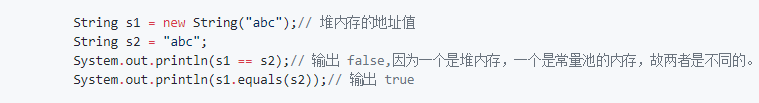 String s1 = new String("abc");// 堆内存的地址值
String s2 = "abc";
System.out.println(s1 == s2);// 输出 false,因为一个是堆内存，一个是常量池的内存，故两者是不同的。
System.out.println(s1.equals(s2));// 输出 true